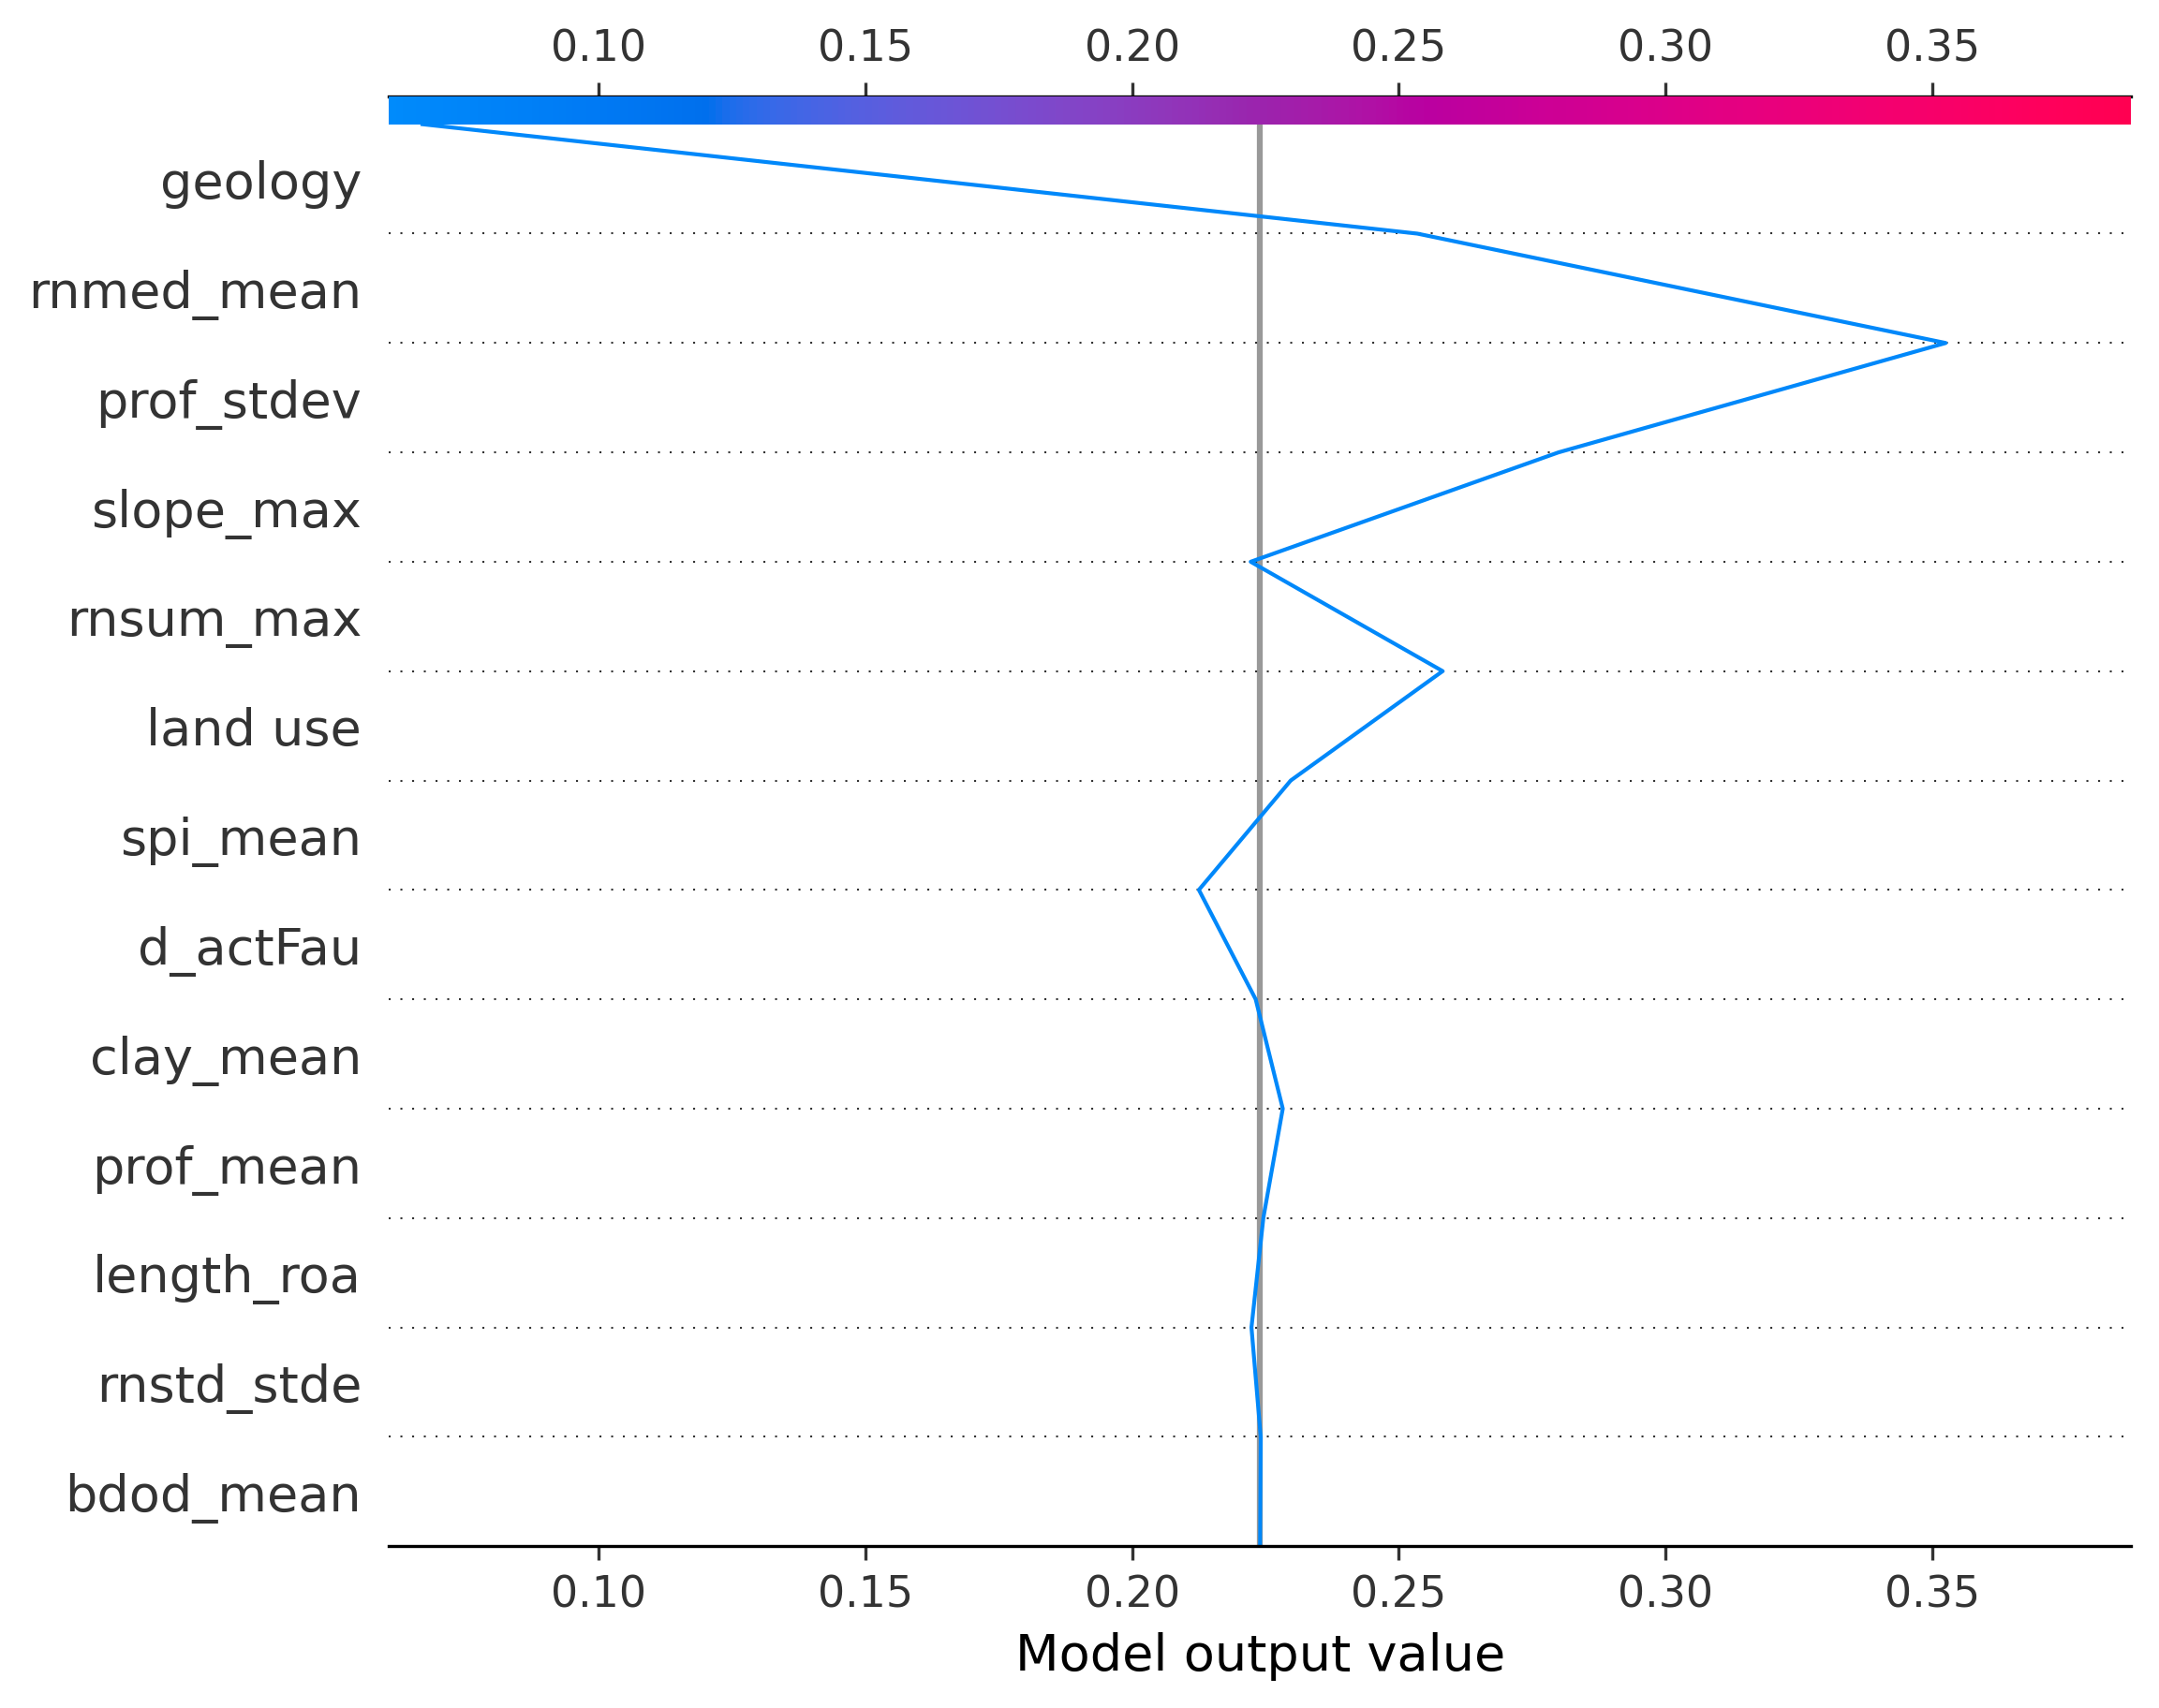 0.10 0.15 0.20 0.25 0.30 0.35
geology
rnmed_mean
prof_stdev
slope_max
rnsum_max
land use
spi_mean
d_actFau
clay_mean
prof_mean
length_roa
rnstd_stde
bdod_mean
0.10 0.15 0.20 0.25 0.30 0.35
Model output value